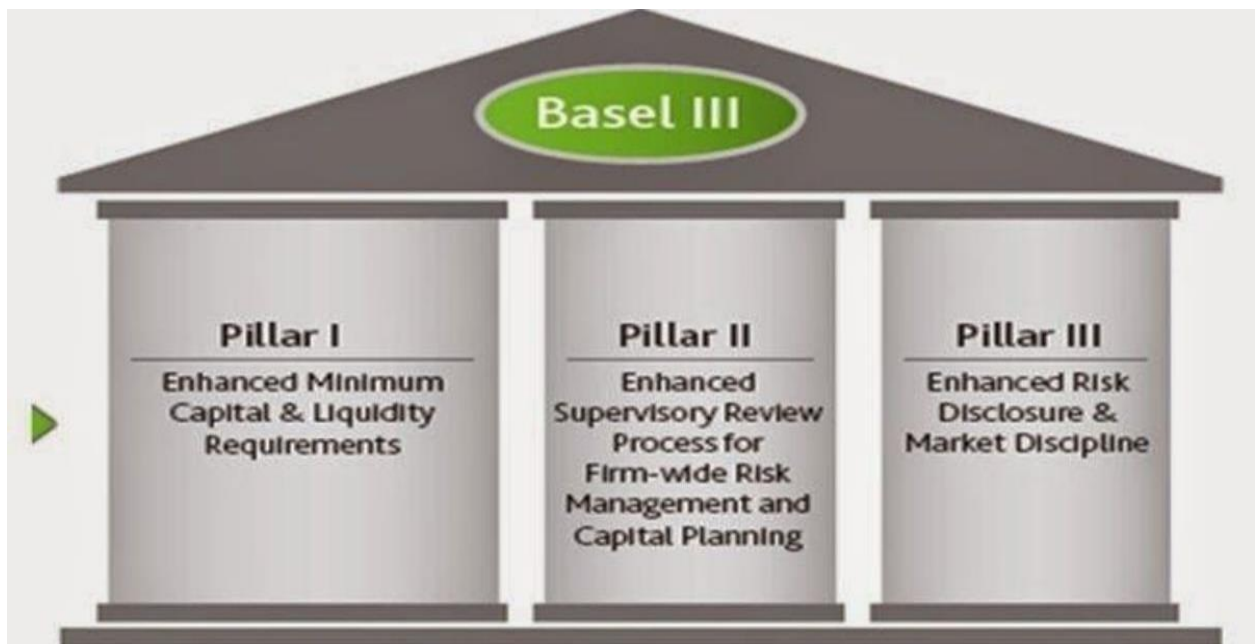 Basel III
Pillar I
Enhanced Minimum
Capital & Liquidity
Requirements
Pillar II
Enhanced
Supervisory Review
Process for
Firm-wide Risk
Management and
Capital Planning
Pillar III
Enhanced Risk
Disclosure &
Market Discipline